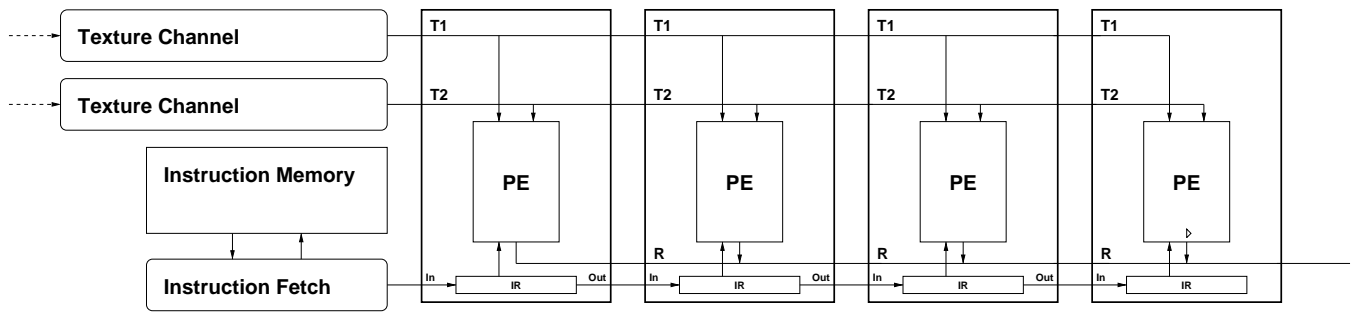 T1 T1 T1 T1
Texture Channel
Texture Channel
T2 T2 T2 T2
Instruction Memory
PE PE PE PE
R R R
In Out In Out In Out In
Instruction Fetch
IR IR IR IR